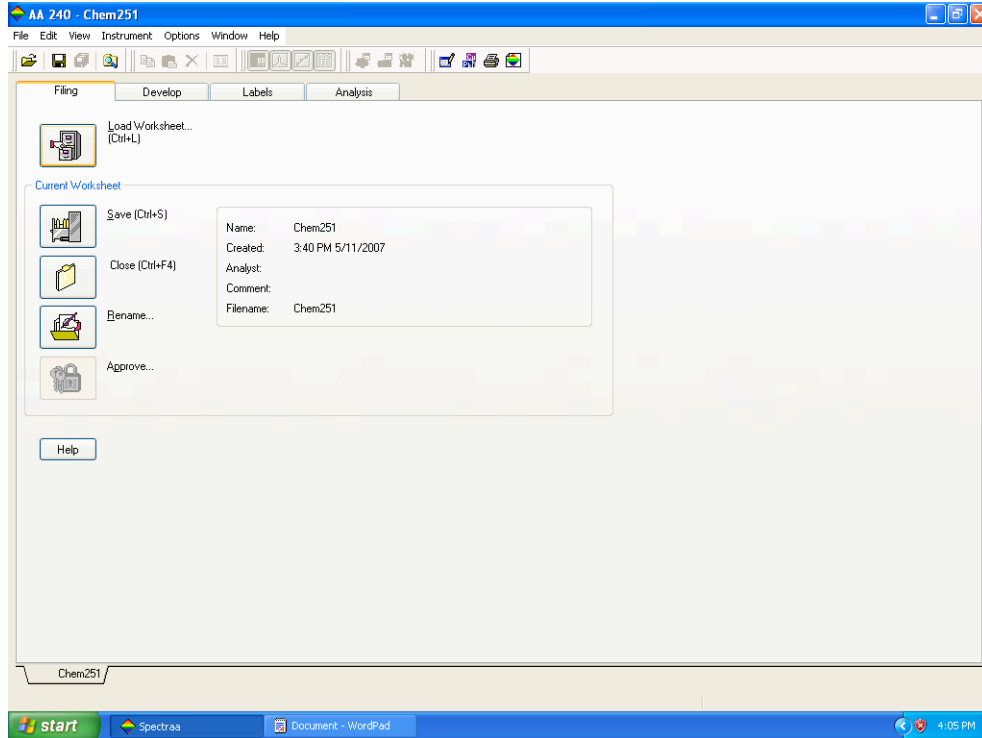 AA 240 - Chem251
File Edit View Instrument Options Window Help
Filing Develop Labels Analysis
Load Worksheet...
(Ctrl+L)
Current Worksheet
Save (Ctrl+S)
Name: Chem251
Created: 3:40 PM 5/11/2007
Close (Ctrl+F4)
Analyst:
Comment:
Rename...
Filename: Chem251
Approve...
Help
Chem251
start Spectraa Document - WordPad 4:05 PM